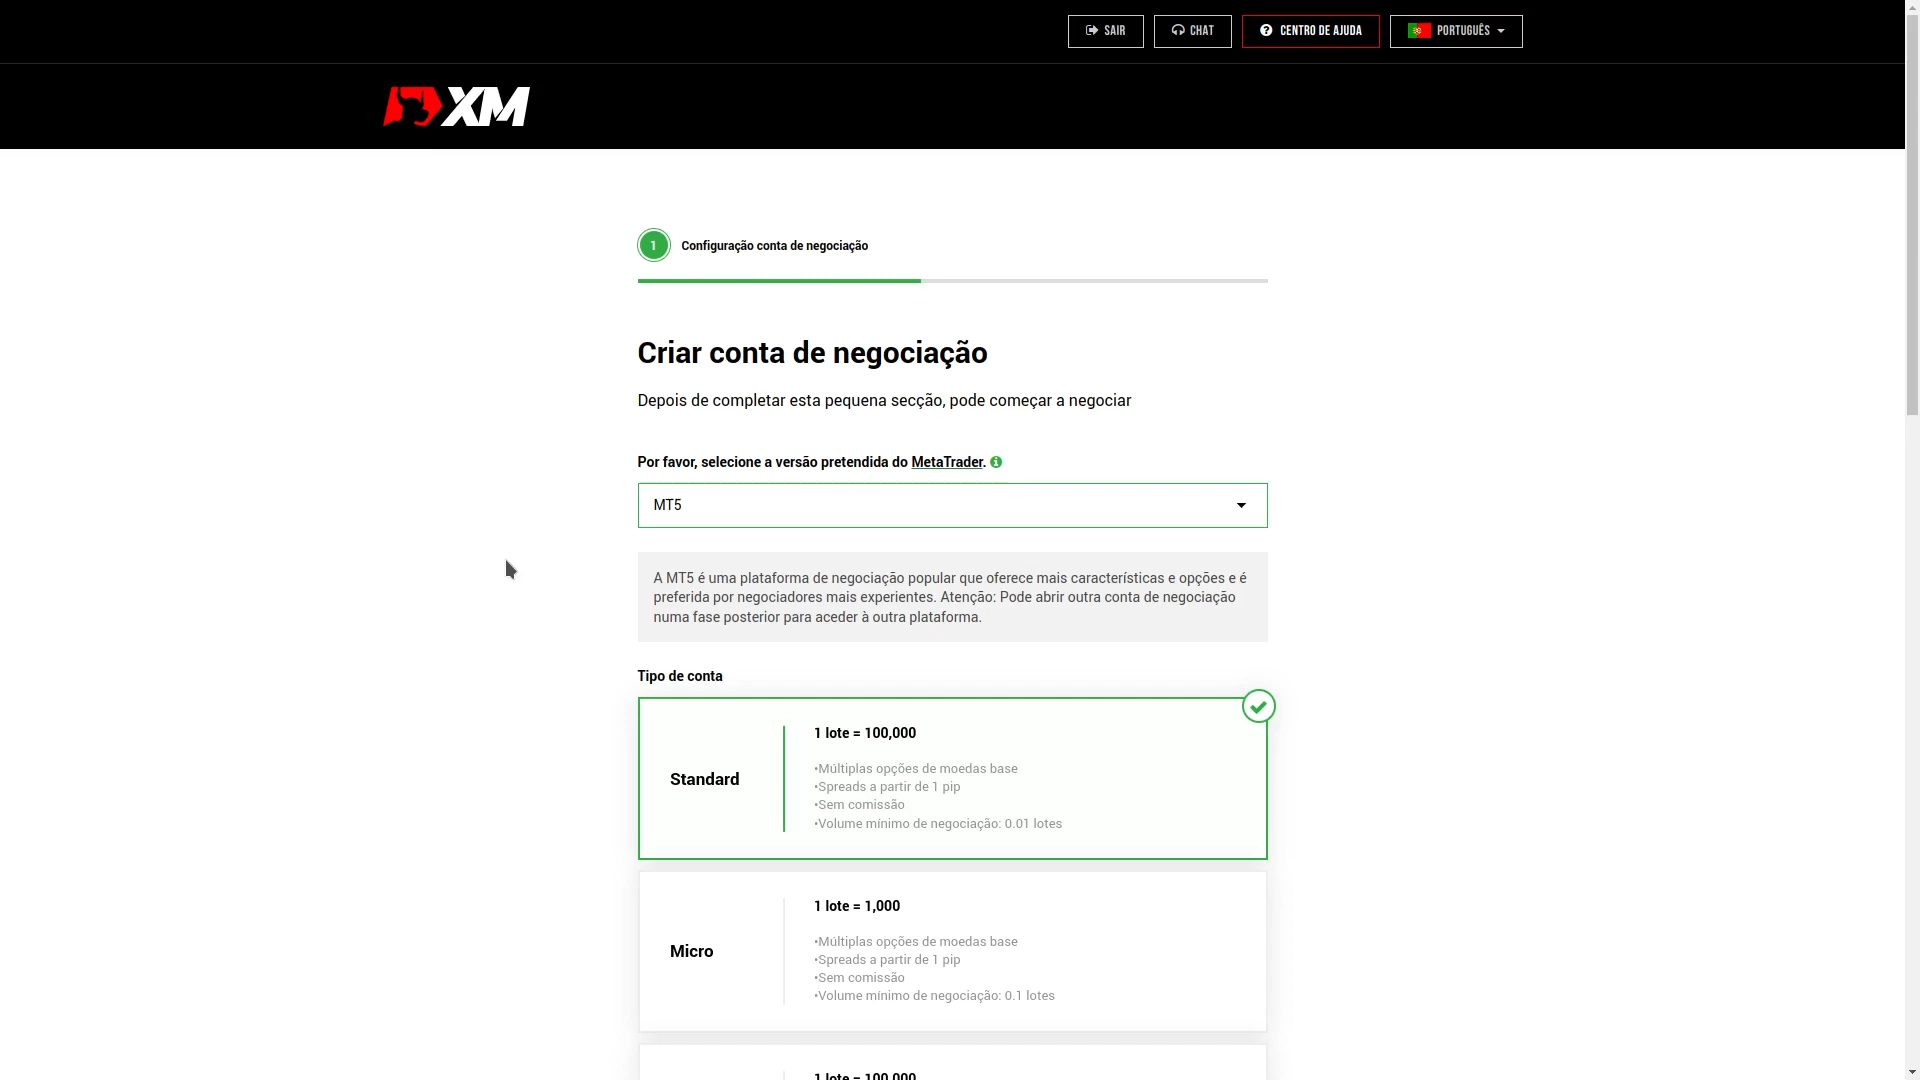 SAIR
CHAT
CENTRO DE AJUDA
PORTUGUÊS
XM
1 Configuração conta de negociação
Criar conta de negociação
Depois de completar esta pequena secção, pode começar a negociar
Por favor, selecione a versão pretendida do MetaTrader.
MT5
A MT5 é uma plataforma de negociação popular que oferece mais características e opções e é
preferida por negociadores mais experientes. Atenção: Pode abrir outra conta de negociação
numa fase posterior para aceder à outra plataforma.
Tipo de conta
Standard
1 lote = 100,000
•Múltiplas opções de moedas base
•Spreads a partir de 1 pip
•Sem comissão
•Volume mínimo de negociação: 0.01 lotes
Micro
1 lote = 1,000
•Múltiplas opções de moedas base
•Spreads a partir de 1 pip
•Sem comissão
•Volume mínimo de negociação: 0.1 lotes
1 lote = 100,000